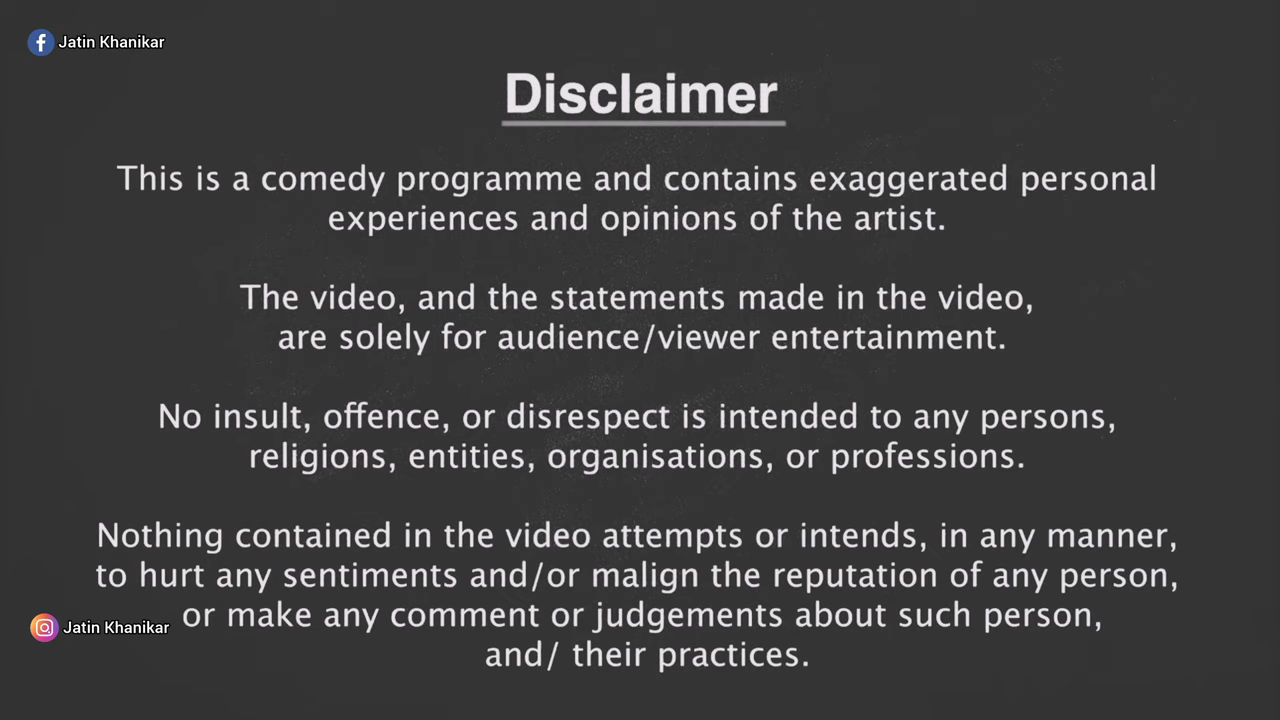 Jatin Khanikar
Disclaimer
This is a comedy programme and contains exaggerated personal
experiences and opinions of the artist.
The video, and the statements made in the video,
are solely for audience/viewer entertainment.
No insult, offence, or disrespect is intended to any persons,
religions, entities, organisations, or professions.
Nothing contained in the video attempts or intends, in any manner,
to hurt any sentiments and/or malign the reputation of any person,
or make any comment or judgements about such person,
Jatin Khanikar
and/ their practices.